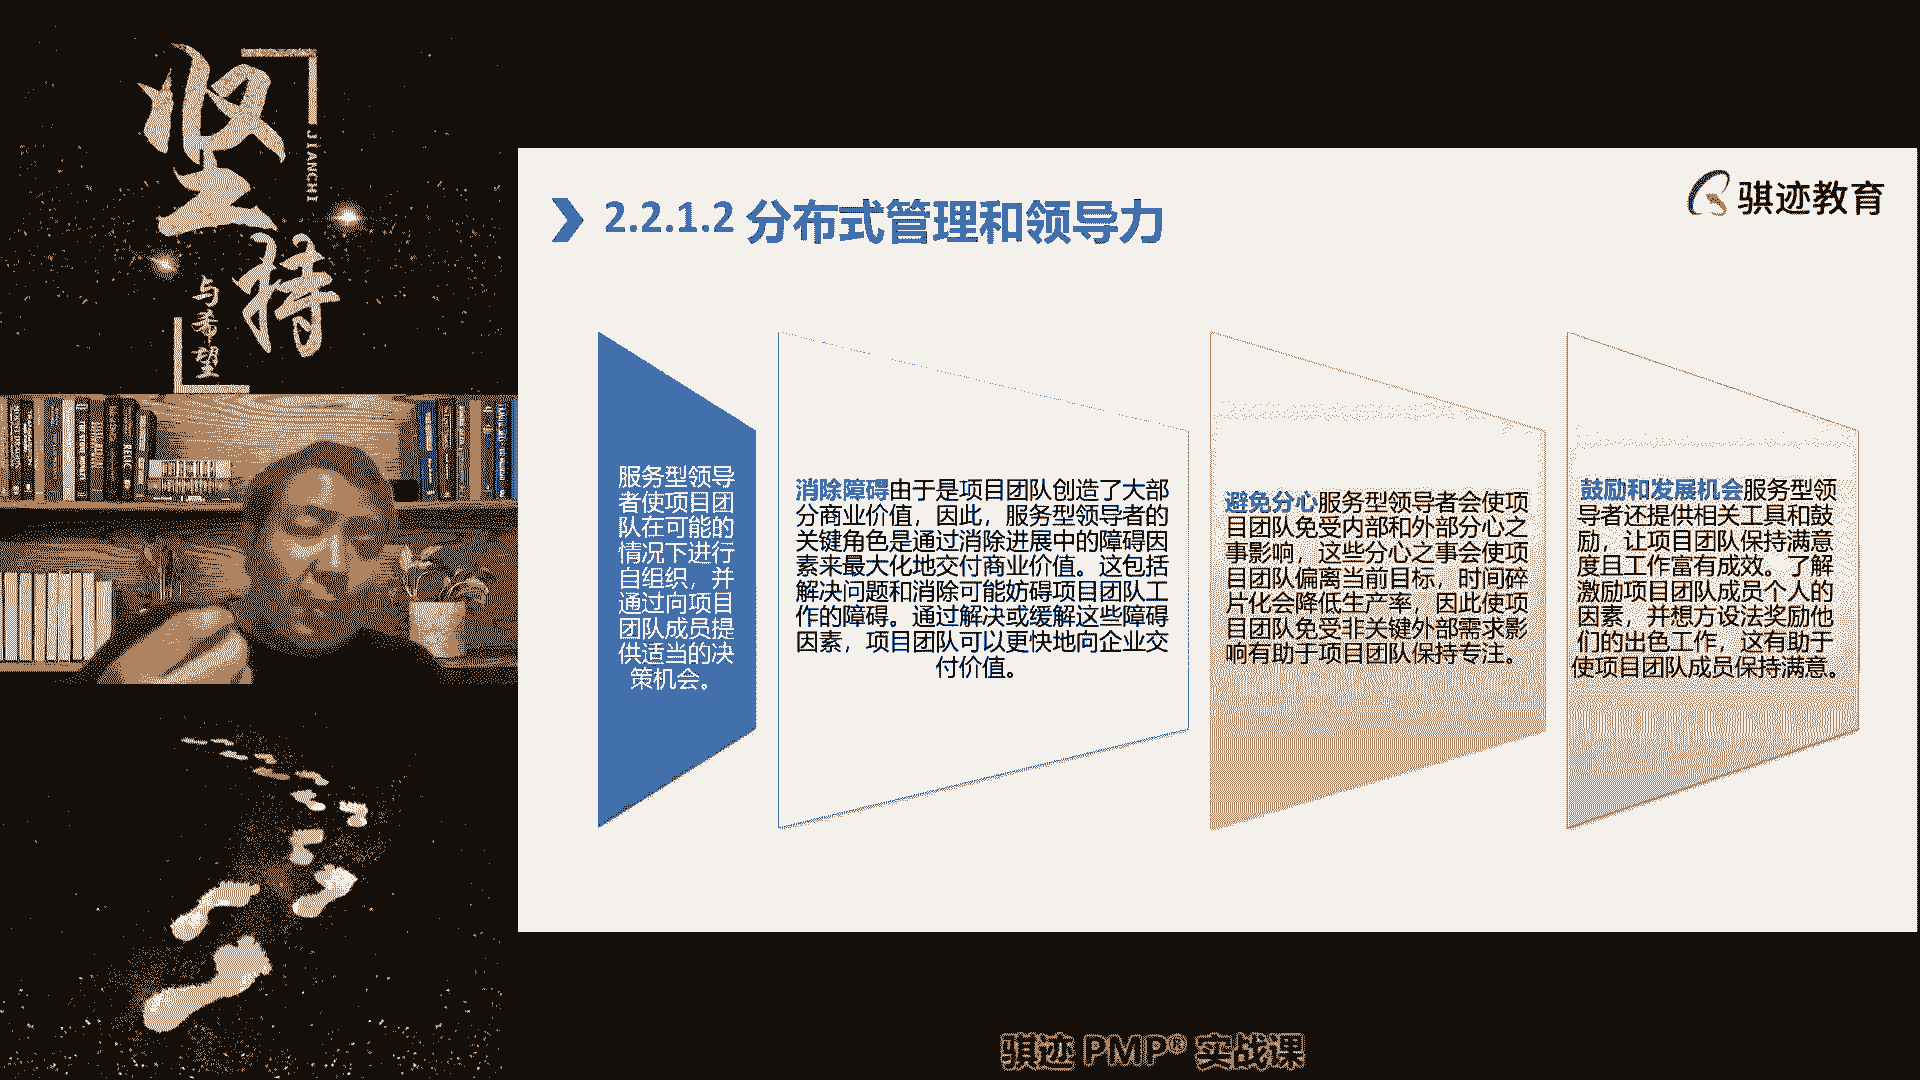 坚持
JIANCHI
与希望
骐迹教育
2.2.1.2 分布式管理和领导力
服务型领导
者使项目团
队在可能的
情况下进行
自组织，并
通过向项目
团队成员提
供适当的决
策机会。
消除障碍由于是项目团队创造了大部
分商业价值，因此，服务型领导者的
关键角色是通过消除进展中的障碍因
素来最大化地交付商业价值。这包括
解决问题和消除可能妨碍项目团队工
作的障碍。通过解决或缓解这些障碍
因素，项目团队可以更快地向企业交
付价值。
避免分心服务型领导者会使项
目团队免受内部和外部分心之
事影响，这些分心之事会使项
目团队偏离当前目标，时间碎
片化会降低生产率，因此使项
目团队免受非关键外部需求影
响有助于项目团队保持专注。
鼓励和发展机会服务型领
导者还提供相关工具和鼓
励，让项目团队保持满意
度且工作富有成效。了解
激励项目团队成员个人的
因素，并想方设法奖励他
们的出色工作，这有助于
使项目团队成员保持满意。
骐迹 PMP® 实战课